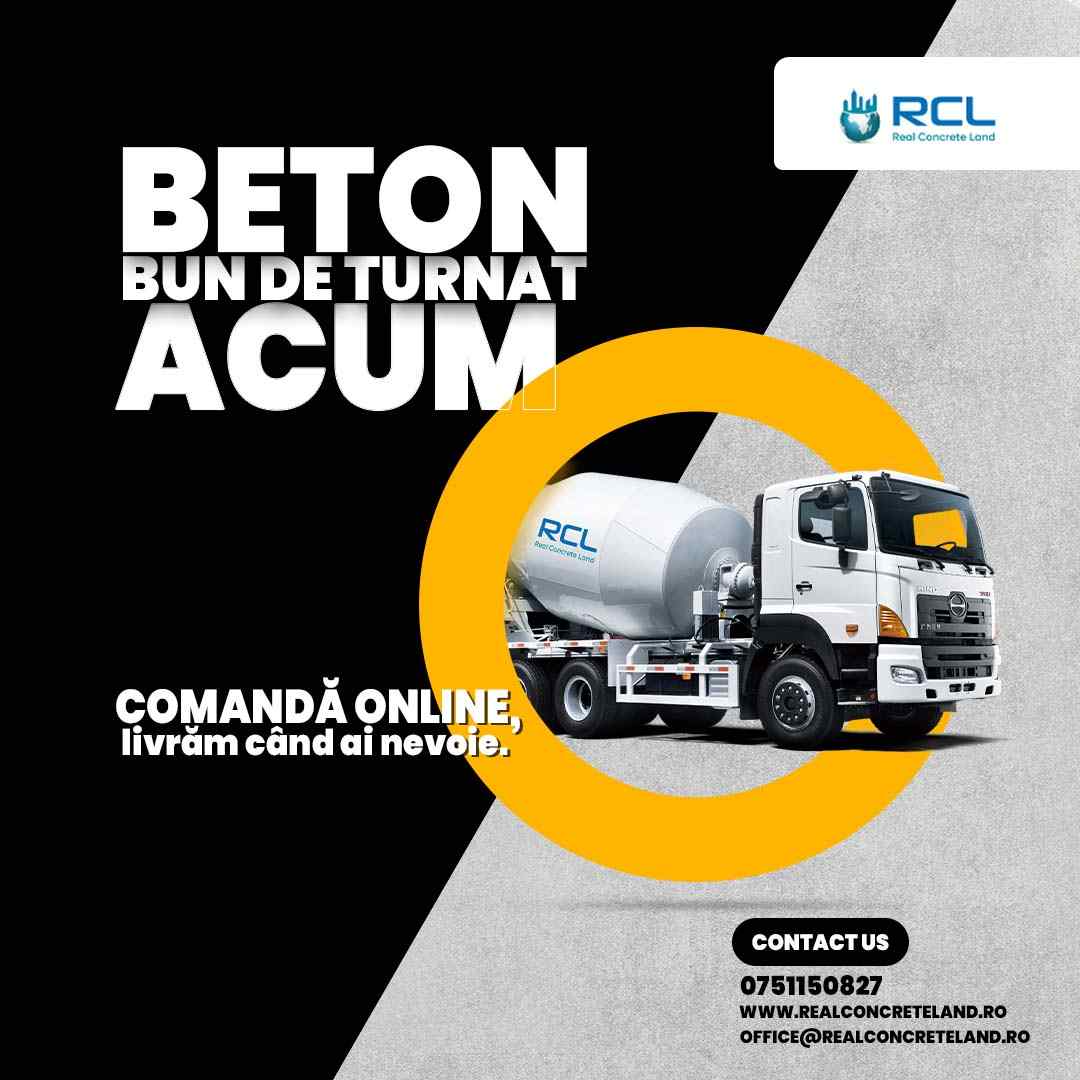 RCL
Real Concrete Land
BETON
BUN DE TURNAT
ACUM
RCL
Real Concrete Land
HINO
COMANDĂ ONLINE,
livrăm când ai nevoie.
CONTACT US
0751150827
WWW.REALCONCRETELAND.RO
OFFICE@REALCONCRETELAND.RO